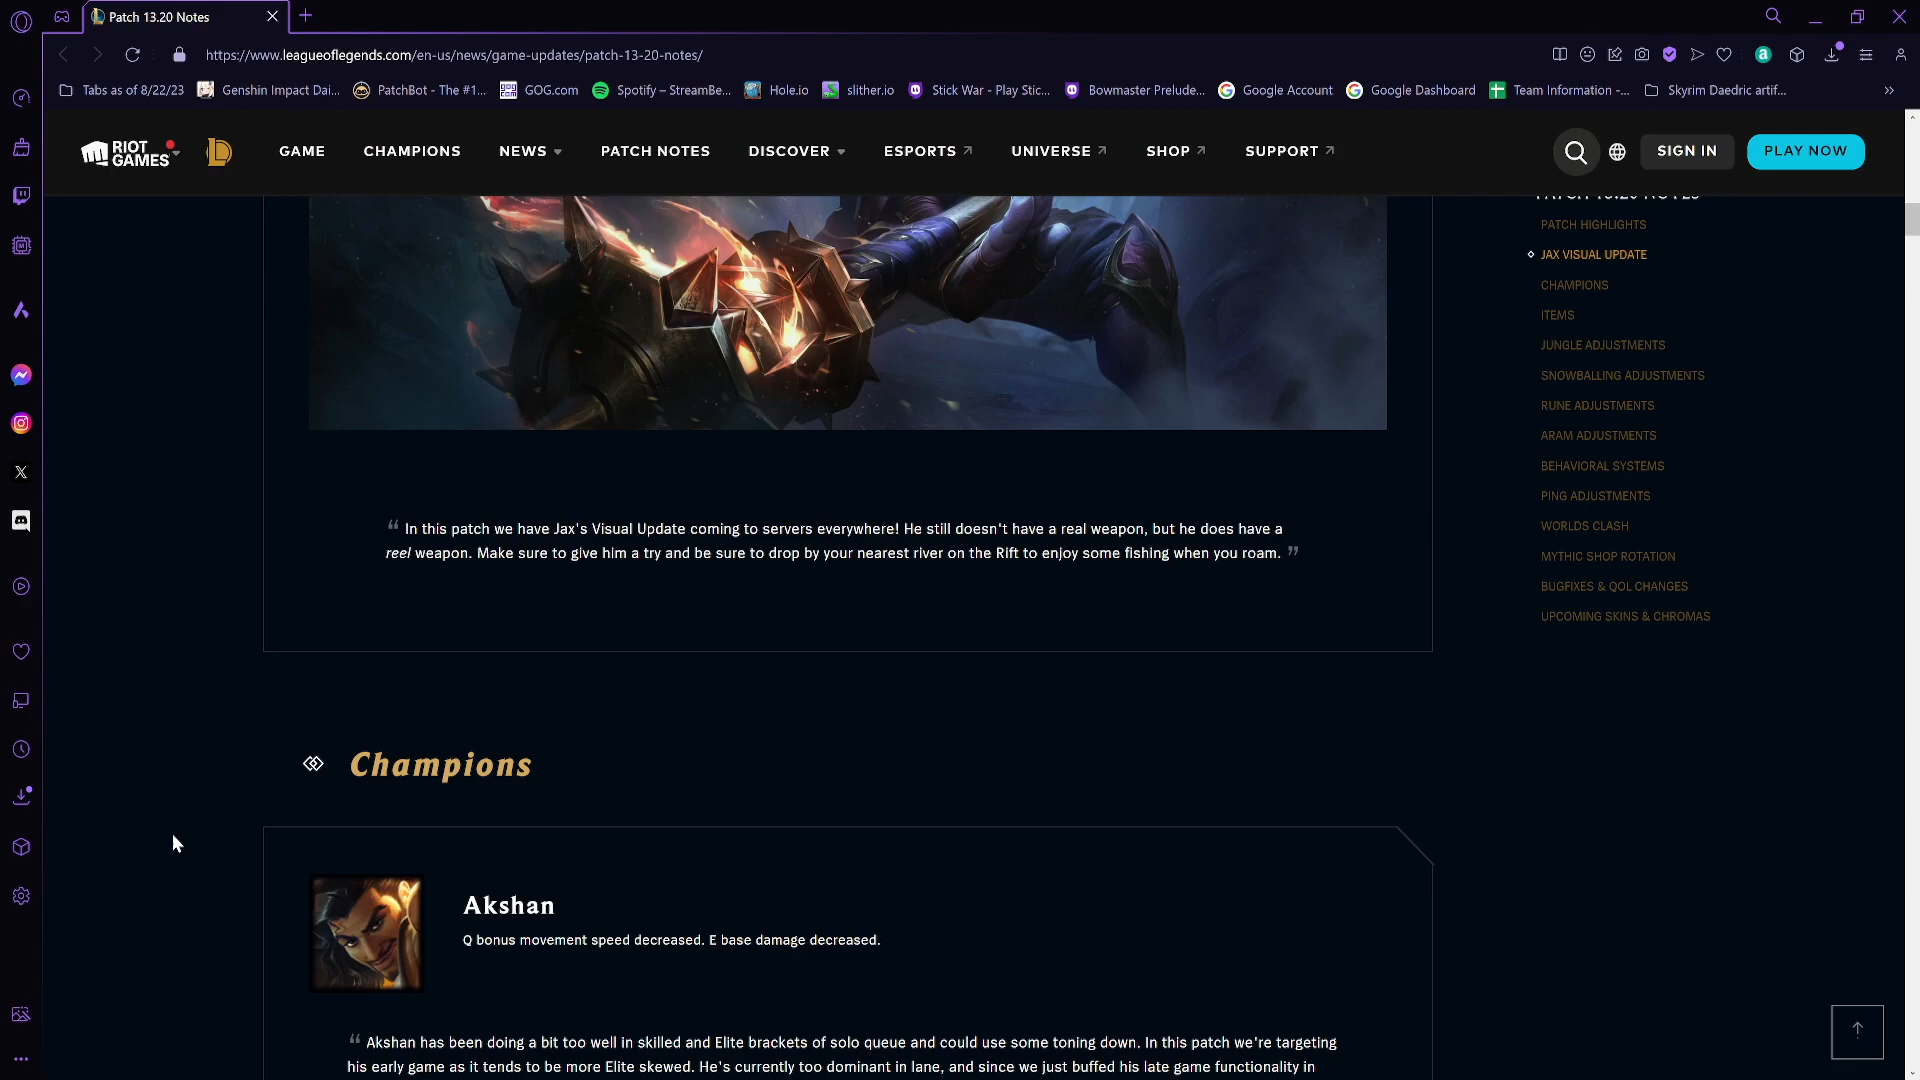 Patch 13.20 Notes
https://www.leagueoflegends.com/en-us/news/game-updates/patch-13-20-notes/
Tabs as of 8/22/23 Genshin Impact Dai... PatchBot - The #1... GOG.com Spotify – StreamBe... Hole.io slither.io Stick War - Play Stic... Bowmaster Prelude... Google Account Google Dashboard Team Information -... Skyrim Daedric artif...
RIOT GAMES GAME CHAMPIONS NEWS PATCH NOTES DISCOVER ESPORTS UNIVERSE SHOP SUPPORT SIGN IN PLAY NOW
PATCH 13.20 NOTES
PATCH HIGHLIGHTS
JAX VISUAL UPDATE
CHAMPIONS
ITEMS
JUNGLE ADJUSTMENTS
SNOWBALLING ADJUSTMENTS
RUNE ADJUSTMENTS
ARAM ADJUSTMENTS
BEHAVIORAL SYSTEMS
PING ADJUSTMENTS
WORLDS CLASH
MYTHIC SHOP ROTATION
BUGFIXES & QOL CHANGES
UPCOMING SKINS & CHROMAS
“ In this patch we have Jax's Visual Update coming to servers everywhere! He still doesn't have a real weapon, but he does have a
reel weapon. Make sure to give him a try and be sure to drop by your nearest river on the Rift to enjoy some fishing when you roam. ”
Champions
Akshan
Q bonus movement speed decreased. E base damage decreased.
“ Akshan has been doing a bit too well in skilled and Elite brackets of solo queue and could use some toning down. In this patch we're targeting
his early game as it tends to be more Elite skewed. He's currently too dominant in lane, and since we just buffed his late game functionality in